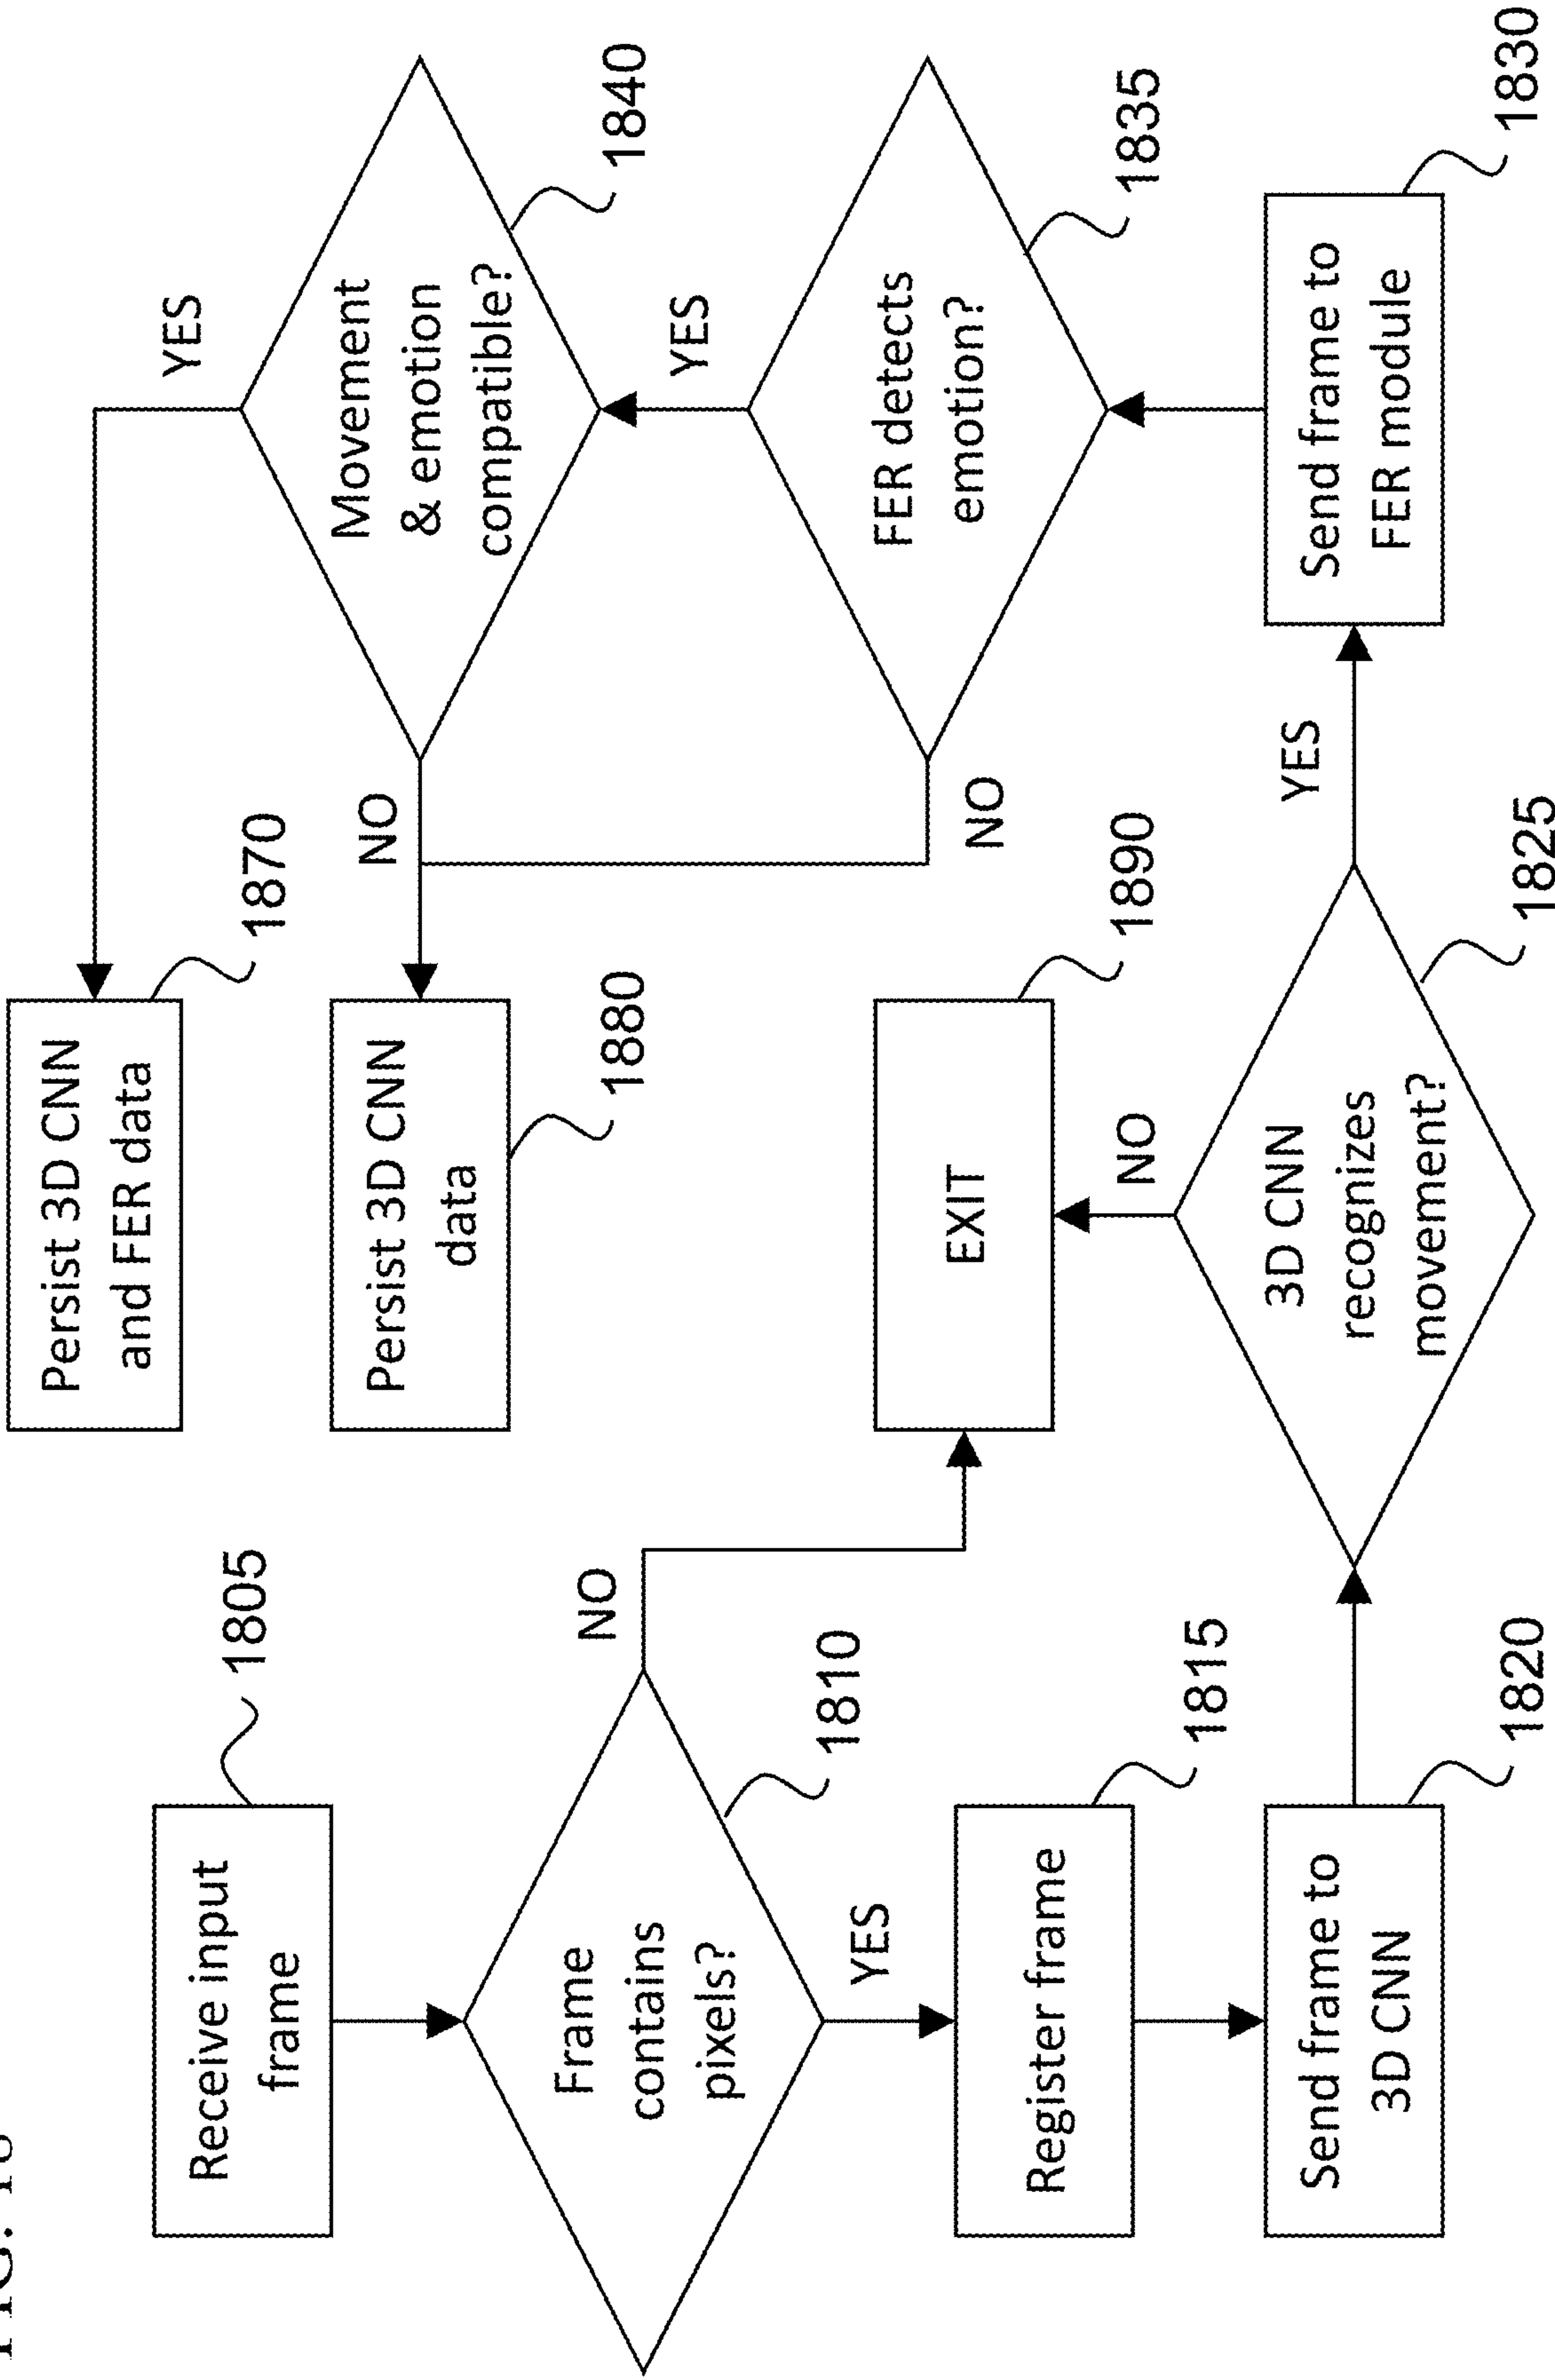 Receive input
frame
1805
Frame
contains
pixels?
1810
NO
YES
Register frame
1815
Send frame to
3D CNN
1820
3D CNN
recognizes
movement?
1825
NO
YES
EXIT
1890
Send frame to
FER module
1830
FER detects
emotion?
1835
NO
YES
Movement
& emotion
compatible?
1840
NO
YES
Persist 3D CNN
data
1880
Persist 3D CNN
and FER data
1870